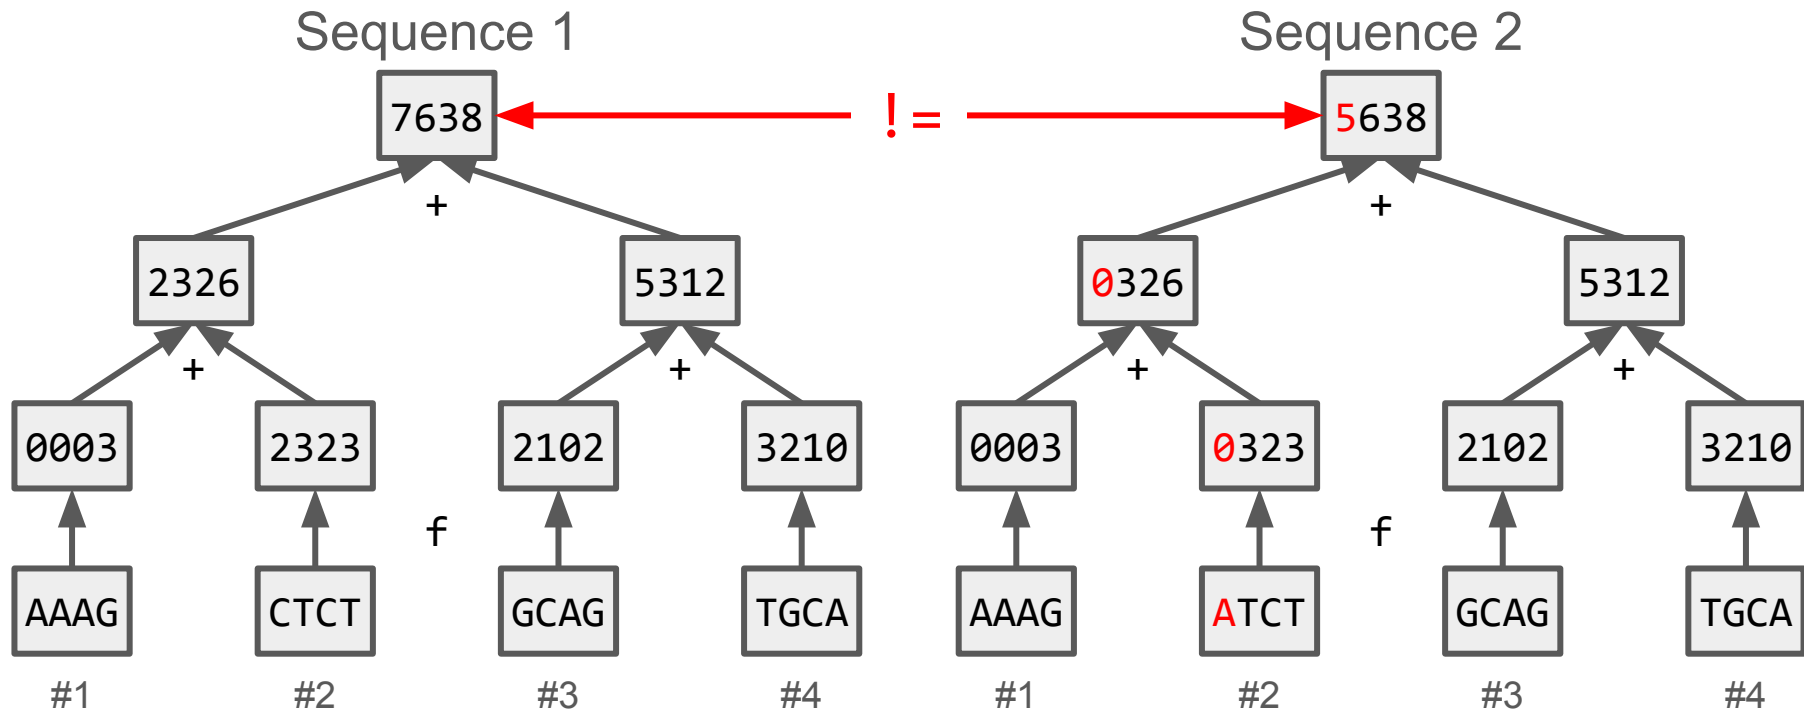 Sequence 1 Sequence 2
7638 != 5638
+ +
2326 5312 0326 5312
+ + + +
0003 2323 2102 3210 0003 0323 2102 3210
f f
AAAG CTCT GCAG TGCA AAAG ATCT GCAG TGCA
#1 #2 #3 #4 #1 #2 #3 #4